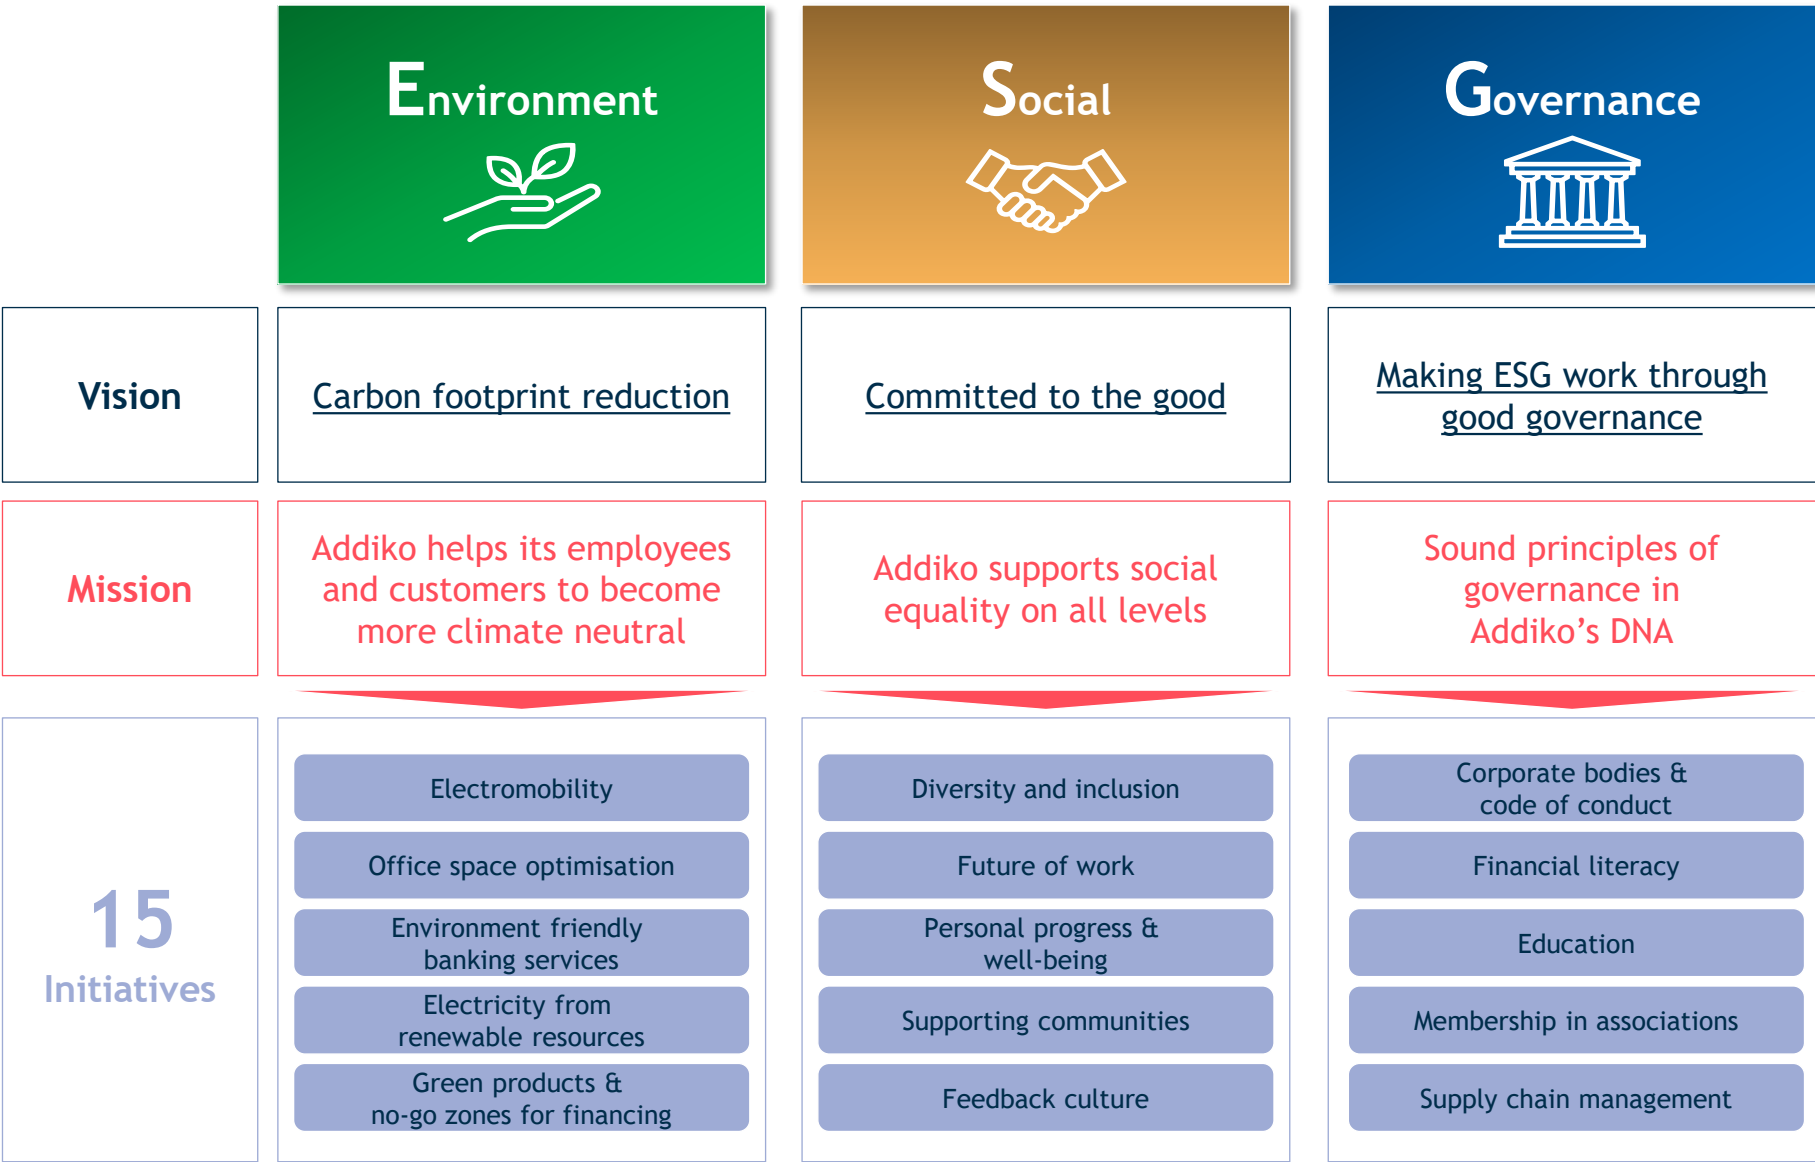 Environment
Social
Governance
Vision
Carbon footprint reduction
Committed to the good
Making ESG work through
good governance
Mission
Addiko helps its employees
and customers to become
more climate neutral
Addiko supports social
equality on all levels
Sound principles of
governance in
Addiko’s DNA
15
Initiatives
Electromobility
Office space optimisation
Environment friendly
banking services
Electricity from
renewable resources
Green products &
no-go zones for financing
Diversity and inclusion
Future of work
Personal progress &
well-being
Supporting communities
Feedback culture
Corporate bodies &
code of conduct
Financial literacy
Education
Membership in associations
Supply chain management